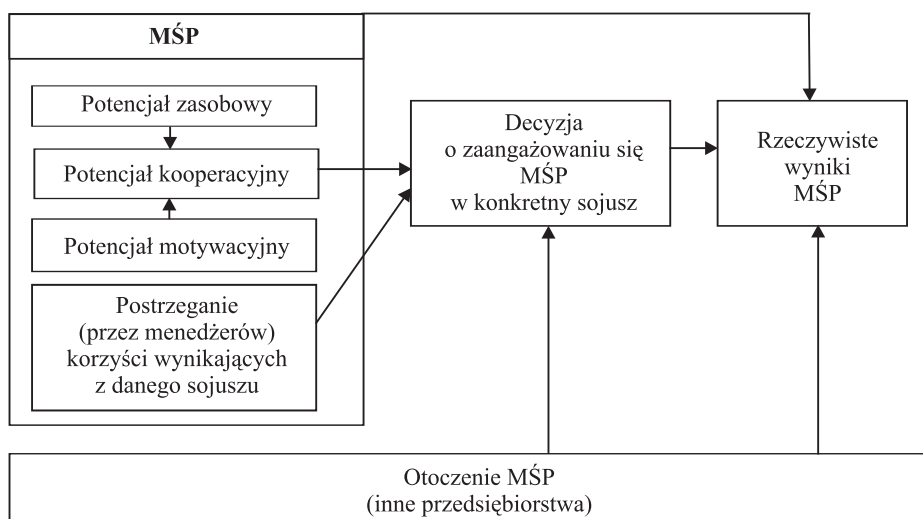 MŚP
Potencjał zasobowy
Potencjał kooperacyjny
Potencjał motywacyjny
Postrzeganie
(przez menedżerów)
korzyści wynikających
z danego sojuszu
Decyzja
o zaangażowaniu się
MŚP
w konkretny sojusz
Rzeczywiste
wyniki
MŚP
Otoczenie MŚP
(inne przedsiębiorstwa)